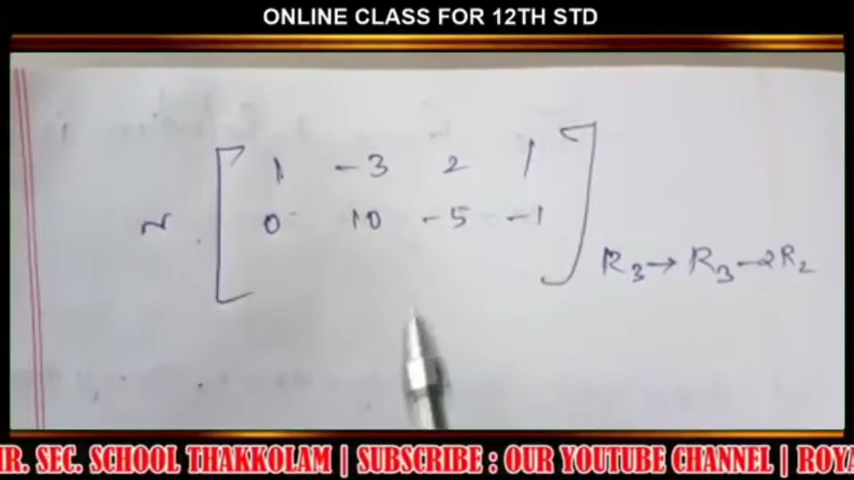 ONLINE CLASS FOR 12TH STD
1 -3 2 1
~ 0 10 -5 -1
R₃→ R₃-2R₂
IR. SEC. SCHOOL THAKKOLAM | SUBSCRIBE : OUR YOUTUBE CHANNEL | ROYA